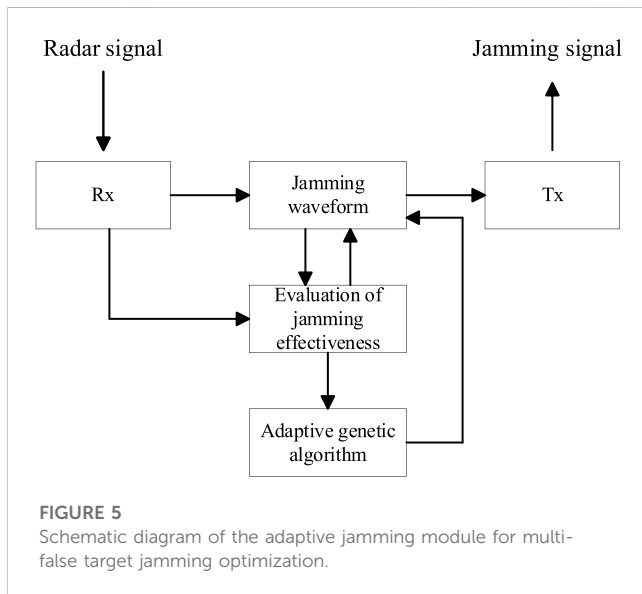 Radar signal
Jamming signal
Rx
Jamming
waveform
Tx
Evaluation of
jamming
effectiveness
Adaptive genetic
algorithm
FIGURE 5
Schematic diagram of the adaptive jamming module for multi-
false target jamming optimization.